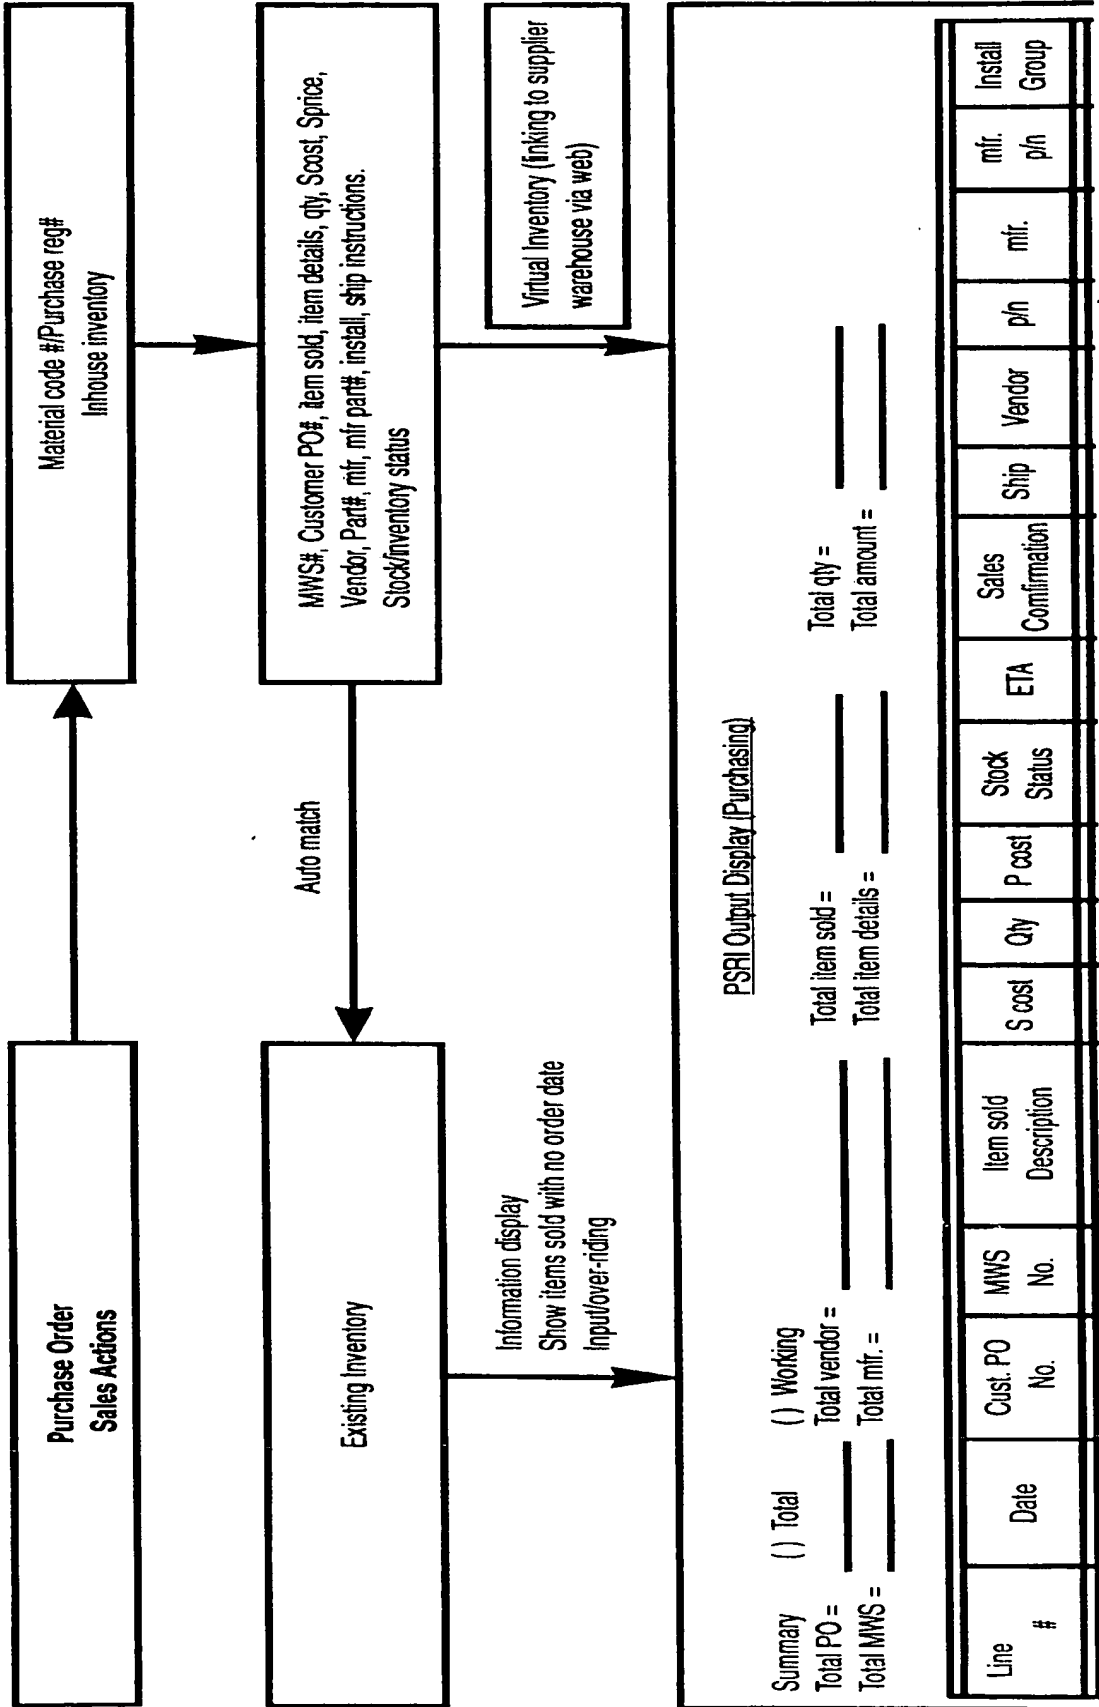 Purchase Order
Sales Actions
Material code #/Purchase reg#
Inhouse inventory
Existing Inventory
Auto match
MWS#, Customer PO#, item sold, item details, qty, Scost, Sprice,
Vendor, Part#, mfr, mfr part#, install, ship instructions.
Stock/inventory status
Information display
Show items sold with no order date
Input/over-riding
Virtual Inventory (linking to supplier
warehouse via web)
PSRI Output Display (Purchasing)
Summary ( ) Total ( ) Working
Total PO = Total vendor = Total item sold = Total qty =
Total MWS = Total mfr. = Total item details = Total amount =
Line # Date Cust. PO No. MWS No. Item sold Description S cost Qty P cost Stock Status ETA Sales Comfirmation Ship Vendor p/n mfr. mfr. p/n Install Group